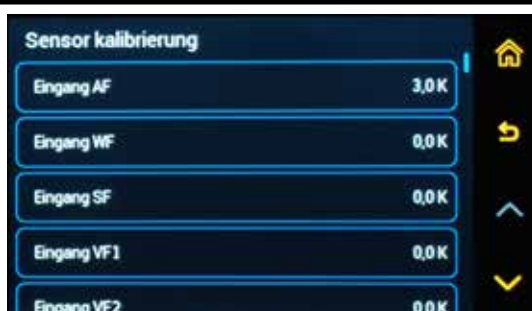 Sensor kalibrierung
Eingang AF 3,0 K
Eingang WF 0,0 K
Eingang SF 0,0 K
Eingang VF1 0,0 K
Eingang VF2 0,0 K